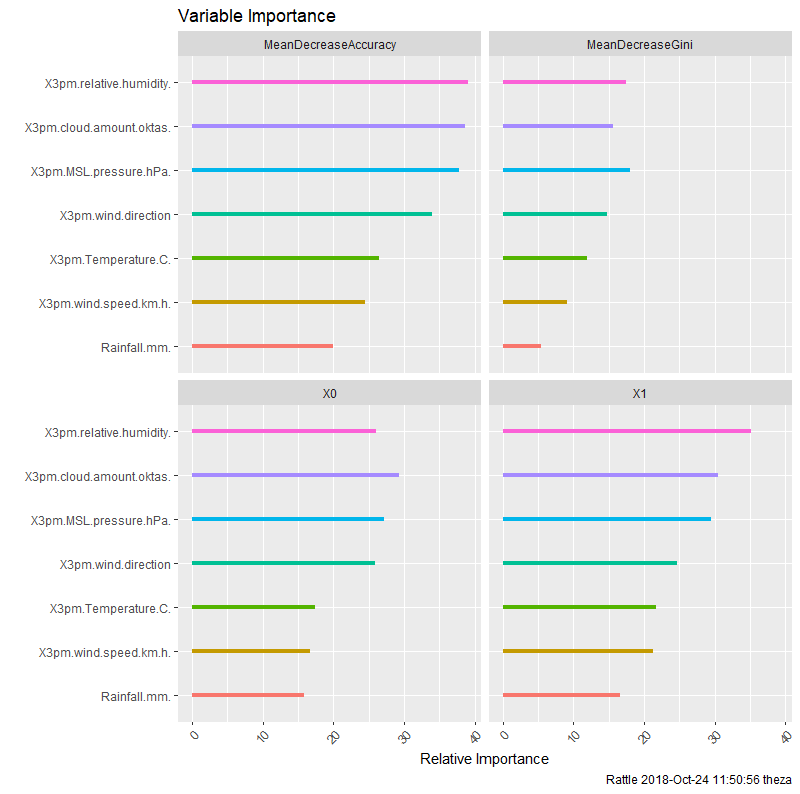 Variable Importance
MeanDecreaseAccuracy
MeanDecreaseGini
X3pm.relative.humidity.
X3pm.cloud.amount.oktas.
X3pm.MSL.pressure.hPa.
X3pm.wind.direction
X3pm.Temperature.C.
X3pm.wind.speed.km.h.
Rainfall.mm.
X0
X1
X3pm.relative.humidity.
X3pm.cloud.amount.oktas.
X3pm.MSL.pressure.hPa.
X3pm.wind.direction
X3pm.Temperature.C.
X3pm.wind.speed.km.h.
Rainfall.mm.
0 10 20 30 40 0 10 20 30 40
Relative Importance
Rattle 2018-Oct-24 11:50:56 theza